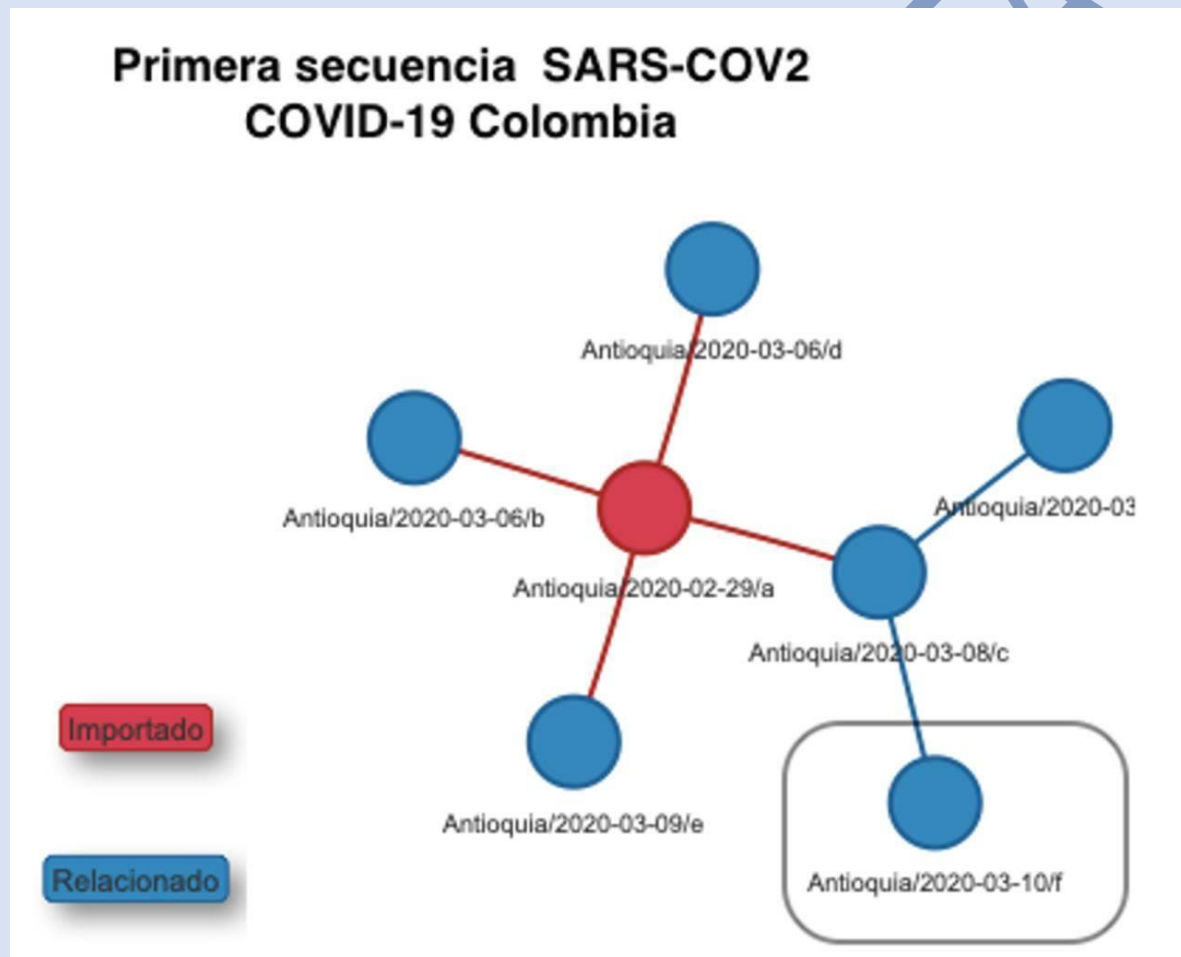 Primera secuencia SARS-COV2
COVID-19 Colombia
Antioquia/2020-03-06/d
Antioquia/2020-03
Antioquia/2020-03-06/b
Antioquia/2020-02-29/a
Antioquia/2020-03-08/c
Importado
Antioquia/2020-03-09/e
Relacionado
Antioquia/2020-03-10/f